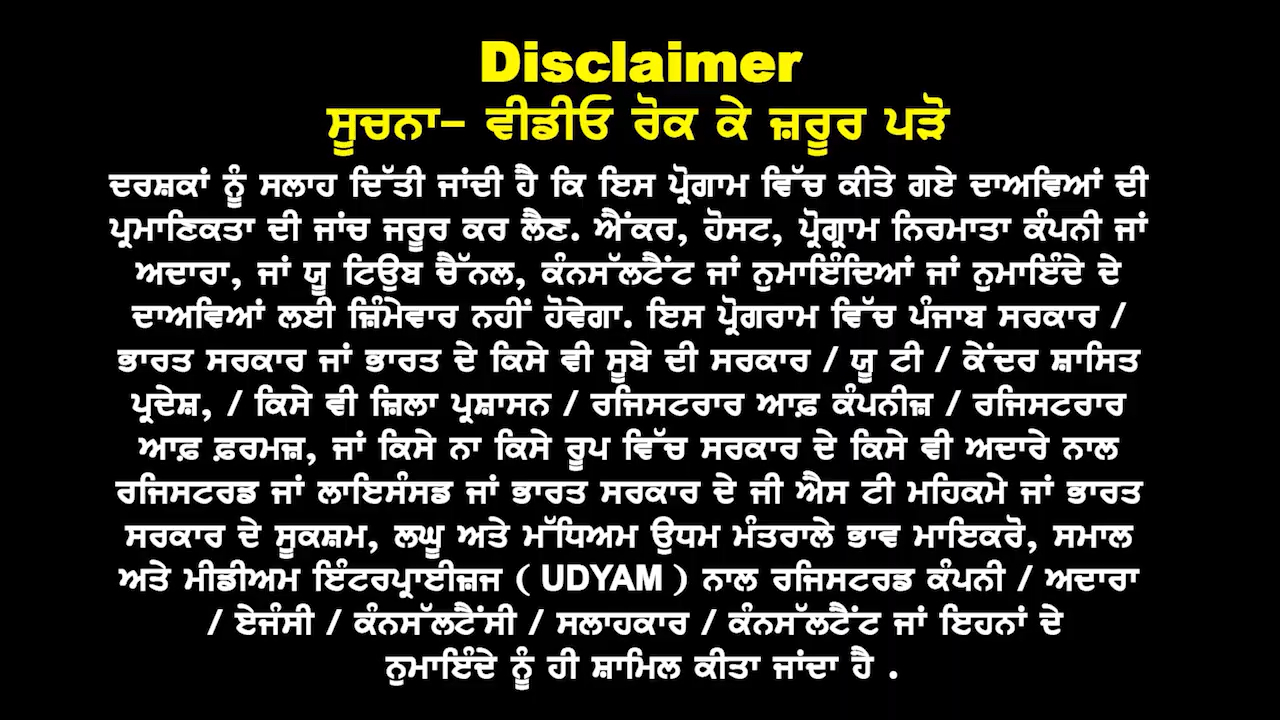 Disclaimer
ਸੂਚਨਾ- ਵੀਡੀਓ ਰੋਕ ਕੇ ਜ਼ਰੂਰ ਪੜੋ
ਦਰਸ਼ਕਾਂ ਨੂੰ ਸਲਾਹ ਦਿੱਤੀ ਜਾਂਦੀ ਹੈ ਕਿ ਇਸ ਪ੍ਰੋਗਾਮ ਵਿੱਚ ਕੀਤੇ ਗਏ ਦਾਅਵਿਆਂ ਦੀ
ਪ੍ਰਮਾਣਿਕਤਾ ਦੀ ਜਾਂਚ ਜਰੂਰ ਕਰ ਲੈਣ. ਐਂਕਰ, ਹੋਸਟ, ਪ੍ਰੋਗ੍ਰਾਮ ਨਿਰਮਾਤਾ ਕੰਪਨੀ ਜਾਂ
ਅਦਾਰਾ, ਜਾਂ ਯੂ ਟਿਊਬ ਚੈੱਨਲ, ਕੰਨਸੱਲਟੈਂਟ ਜਾਂ ਨੁਮਾਇੰਦਿਆਂ ਜਾਂ ਨੁਮਾਇੰਦੇ ਦੇ
ਦਾਅਵਿਆਂ ਲਈ ਜ਼ਿੰਮੇਵਾਰ ਨਹੀਂ ਹੋਵੇਗਾ. ਇਸ ਪ੍ਰੋਗਰਾਮ ਵਿੱਚ ਪੰਜਾਬ ਸਰਕਾਰ /
ਭਾਰਤ ਸਰਕਾਰ ਜਾਂ ਭਾਰਤ ਦੇ ਕਿਸੇ ਵੀ ਸੂਬੇ ਦੀ ਸਰਕਾਰ / ਯੂ ਟੀ / ਕੇਂਦਰ ਸ਼ਾਸਿਤ
ਪ੍ਰਦੇਸ਼, / ਕਿਸੇ ਵੀ ਜ਼ਿਲਾ ਪ੍ਰਸ਼ਾਸਨ / ਰਜਿਸਟਰਾਰ ਆਫ਼ ਕੰਪਨੀਜ਼ / ਰਜਿਸਟਰਾਰ
ਆਫ਼ ਫ਼ਰਮਜ਼, ਜਾਂ ਕਿਸੇ ਨਾ ਕਿਸੇ ਰੂਪ ਵਿੱਚ ਸਰਕਾਰ ਦੇ ਕਿਸੇ ਵੀ ਅਦਾਰੇ ਨਾਲ
ਰਜਿਸਟਰਡ ਜਾਂ ਲਾਇਸੰਸਡ ਜਾਂ ਭਾਰਤ ਸਰਕਾਰ ਦੇ ਜੀ ਐਸ ਟੀ ਮਹਿਕਮੇ ਜਾਂ ਭਾਰਤ
ਸਰਕਾਰ ਦੇ ਸੂਕਸ਼ਮ, ਲਘੂ ਅਤੇ ਮੱਧਿਅਮ ਉਧਮ ਮੰਤਰਾਲੇ ਭਾਵ ਮਾਇਕਰੋ, ਸਮਾਲ
ਅਤੇ ਮੀਡੀਅਮ ਇੰਟਰਪ੍ਰਾਈਜ਼ਜ ( UDYAM ) ਨਾਲ ਰਜਿਸਟਰਡ ਕੰਪਨੀ / ਅਦਾਰਾ
/ ਏਜੰਸੀ / ਕੰਨਸੱਲਟੈਂਸੀ / ਸਲਾਹਕਾਰ / ਕੰਨਸੱਲਟੈਂਟ ਜਾਂ ਇਹਨਾਂ ਦੇ
ਨੁਮਾਇੰਦੇ ਨੂੰ ਹੀ ਸ਼ਾਮਿਲ ਕੀਤਾ ਜਾਂਦਾ ਹੈ .